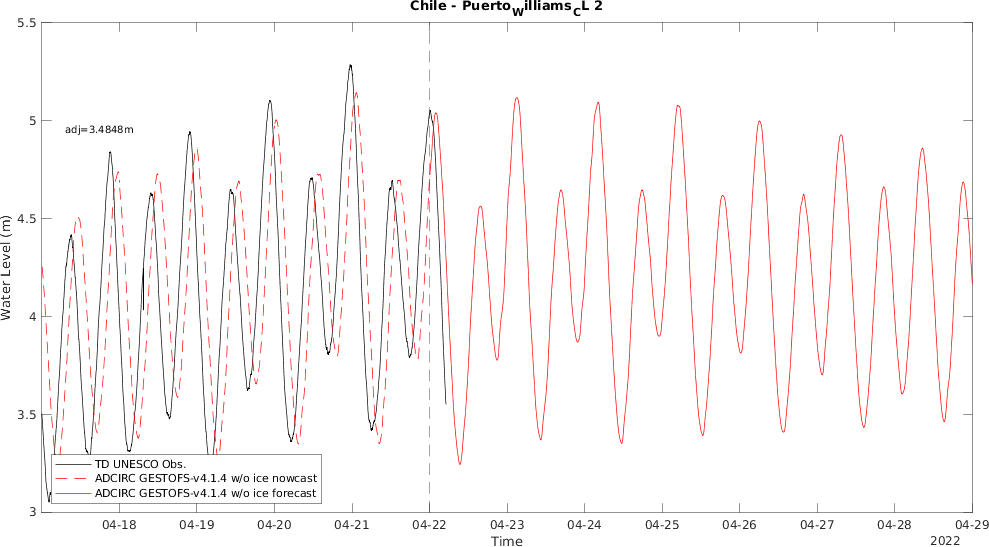 Chile - PuertoWilliamsCL 2
5.5
5
4.5
4
3.5
3
Water Level (m)
adj=3.4848m
TD UNESCO Obs.
ADCIRC GESTOFS-v4.1.4 w/o ice nowcast
ADCIRC GESTOFS-v4.1.4 w/o ice forecast
04-18 04-19 04-20 04-21 04-22 04-23 04-24 04-25 04-26 04-27 04-28 04-29
Time
2022